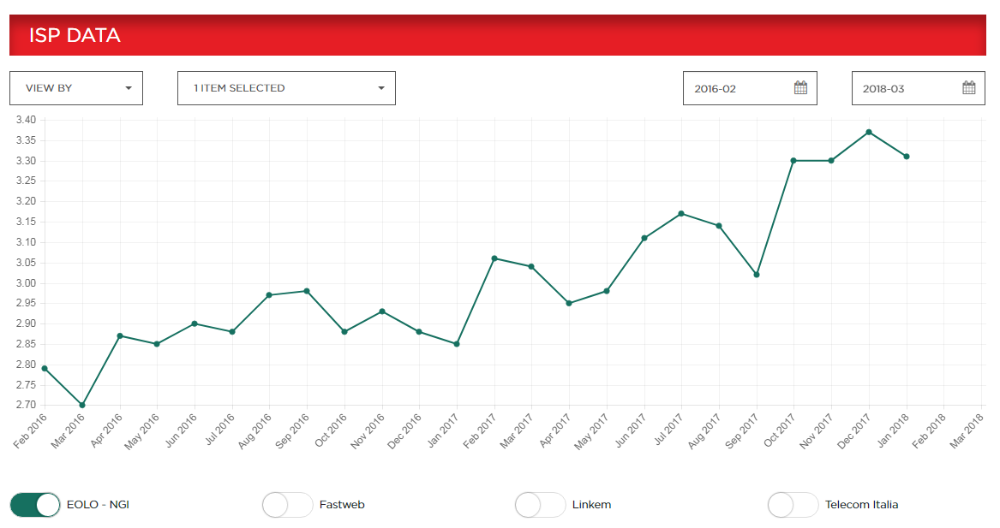 ISP DATA
VIEW BY
1 ITEM SELECTED
2016-02
2018-03
3.40
3.35
3.30
3.25
3.20
3.15
3.10
3.05
3.00
2.95
2.90
2.85
2.80
2.75
2.70
Feb 2016
Mar 2016
Apr 2016
May 2016
Jun 2016
Jul 2016
Aug 2016
Sep 2016
Oct 2016
Nov 2016
Dec 2016
Jan 2017
Feb 2017
Mar 2017
Apr 2017
May 2017
Jun 2017
Jul 2017
Aug 2017
Sep 2017
Oct 2017
Nov 2017
Dec 2017
Jan 2018
Feb 2018
Mar 2018
EOLO - NGI
Fastweb
Linkem
Telecom Italia